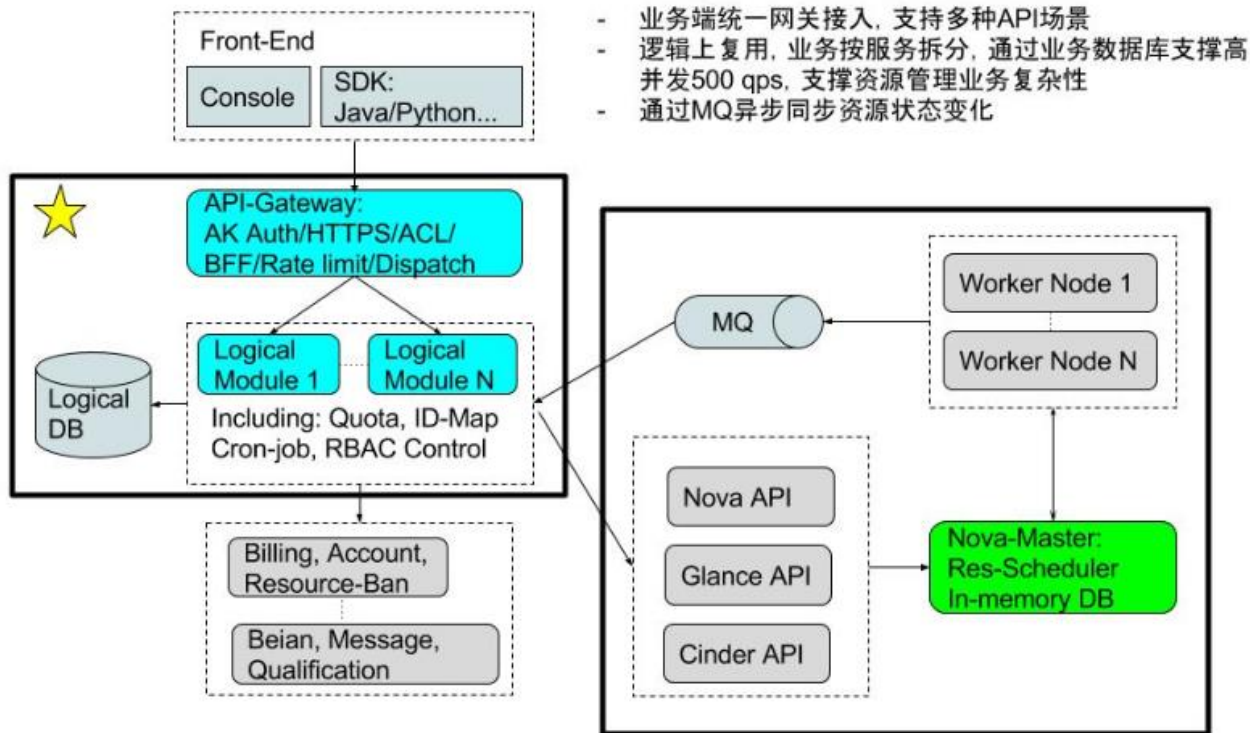 - 业务端统一网关接入, 支持多种API场景
- 逻辑上复用, 业务按服务拆分, 通过业务数据库支撑高
并发500 qps, 支撑资源管理业务复杂性
- 通过MQ异步同步资源状态变化
Front-End
Console
SDK:
Java/Python...
API-Gateway:
AK Auth/HTTPS/ACL/
BFF/Rate limit/Dispatch
Logical
Module 1
Logical
Module N
Including: Quota, ID-Map
Cron-job, RBAC Control
Logical
DB
Billing, Account,
Resource-Ban
Beian, Message,
Qualification
MQ
Worker Node 1
Worker Node N
Nova API
Glance API
Cinder API
Nova-Master:
Res-Scheduler
In-memory DB